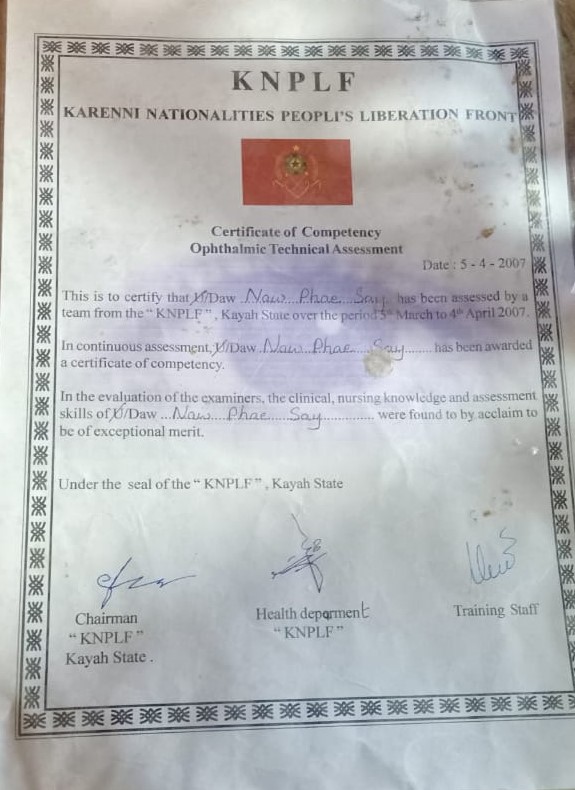 KNPLF
KARENNI NATIONALITIES PEOPLI'S LIBERATION FRONT
Certificate of Competency
Ophthalmic Technical Assessment
Date : 5 - 4 - 2007
This is to certify that U/Daw Naw...Phae....Say.. has been assessed by a
team from the “ KNPLF” , Kayah State over the period 5th March to 4th April 2007.
In continuous assessment, U/Daw .Naw...Phae....Say........ has been awarded
a certificate of competency.
In the evaluation of the examiners, the clinical, nursing knowledge and assessment
skills of U/Daw ...Naw....Phae......Say.............. were found to by acclaim to
be of exceptional merit.
Under the seal of the “ KNPLF ” , Kayah State
Chairman
“ KNPLF ”
Kayah State .
Health deparment
“ KNPLF”
Training Staff